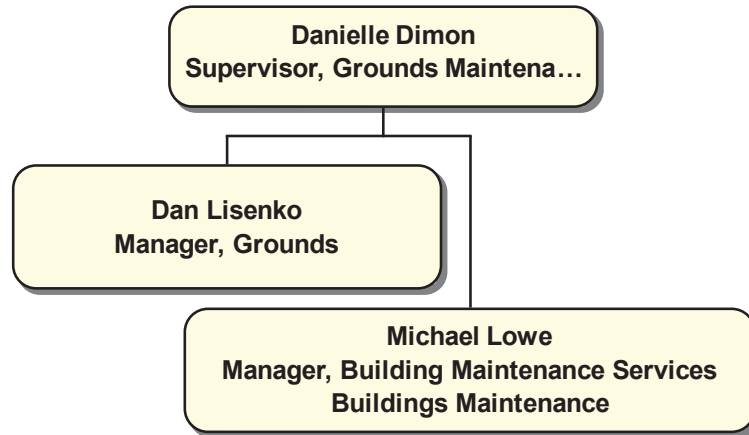 Danielle Dimon
Supervisor, Grounds Maintena…
Dan Lisenko
Manager, Grounds
Michael Lowe
Manager, Building Maintenance Services
Buildings Maintenance